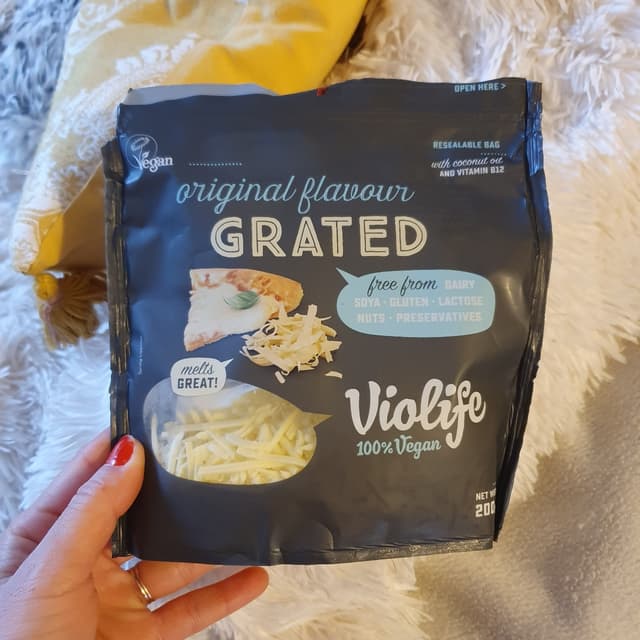 OPEN HERE >
RESEALABLE BAG
with coconut oil
AND VITAMIN B12
Vegan
original flavour
GRATED
free from DAIRY
SOYA · GLUTEN · LACTOSE
NUTS · PRESERVATIVES
melts
GREAT!
Violife
100% Vegan
NET
200